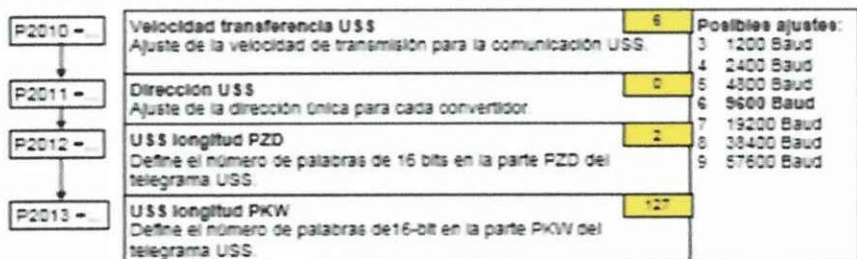 P2010 =...
Velocidad transferencia USS
6
Ajuste de la velocidad de transmisión para la comunicación USS.
P2011 =...
Dirección USS
0
Ajuste de la dirección única para cada convertidor.
P2012 =...
USS longitud PZD
2
Define el número de palabras de 16 bits en la parte PZD del
telegrama USS.
P2013 =...
USS longitud PKW
127
Define el número de palabras de16-bit en la parte PKW del
telegrama USS.
Posibles ajustes:
3 1200 Baud
4 2400 Baud
5 4800 Baud
6 9600 Baud
7 19200 Baud
8 38400 Baud
9 57600 Baud